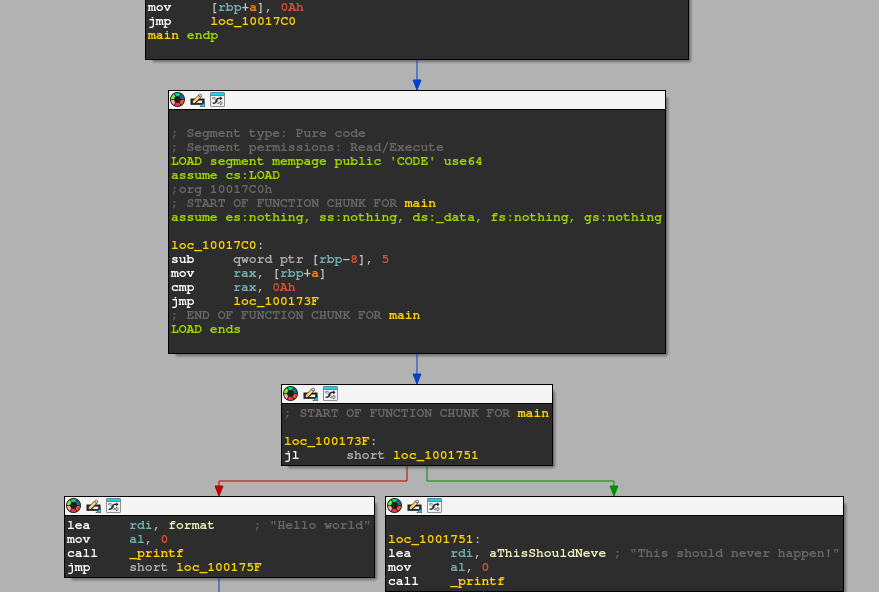 mov [rbp+a], 0Ah
jmp loc_10017C0
main endp
; Segment type: Pure code
; Segment permissions: Read/Execute
LOAD segment mempage public 'CODE' use64
assume cs:LOAD
;org 10017C0h
; START OF FUNCTION CHUNK FOR main
assume es:nothing, ss:nothing, ds:_data, fs:nothing, gs:nothing
loc_10017C0:
sub qword ptr [rbp-8], 5
mov rax, [rbp+a]
cmp rax, 0Ah
jmp loc_100173F
; END OF FUNCTION CHUNK FOR main
LOAD ends
; START OF FUNCTION CHUNK FOR main
loc_100173F:
jl short loc_1001751
lea rdi, format ; "Hello world"
mov al, 0
call _printf
jmp short loc_100175F
loc_1001751:
lea rdi, aThisShouldNeve ; "This should never happen!"
mov al, 0
call _printf